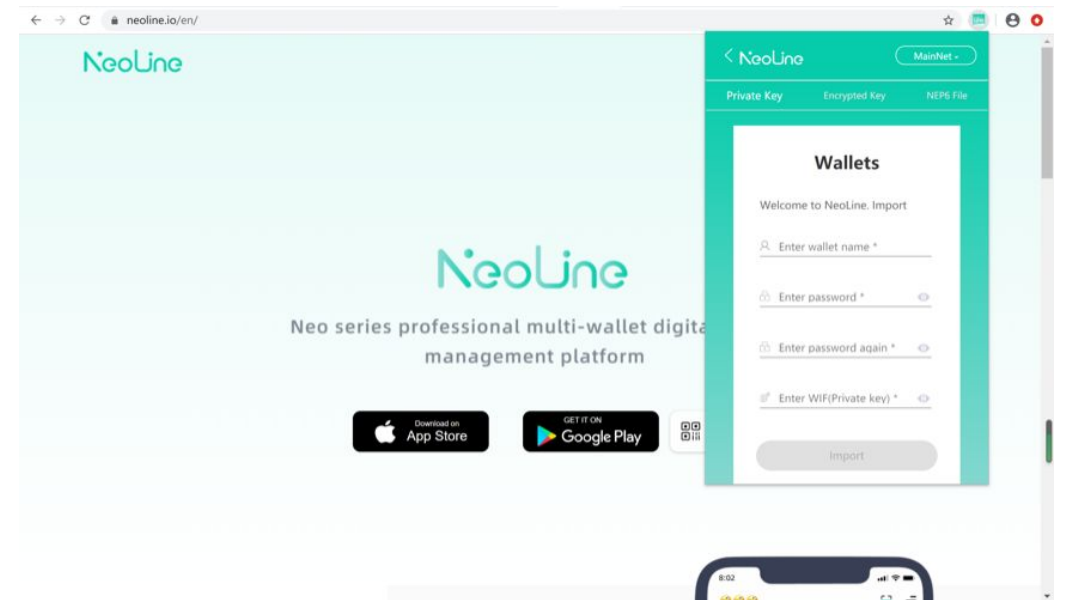 neoline.io/en/
NeoLine
NeoLine
MainNet
Private Key
Encrypted Key
NEP6 File
Wallets
Welcome to NeoLine. Import
Enter wallet name *
Enter password *
Enter password again *
Enter WIF(Private key) *
Import
NeoLine
Neo series professional multi-wallet digita
management platform
Download on
App Store
GET IT ON
Google Play
8:02